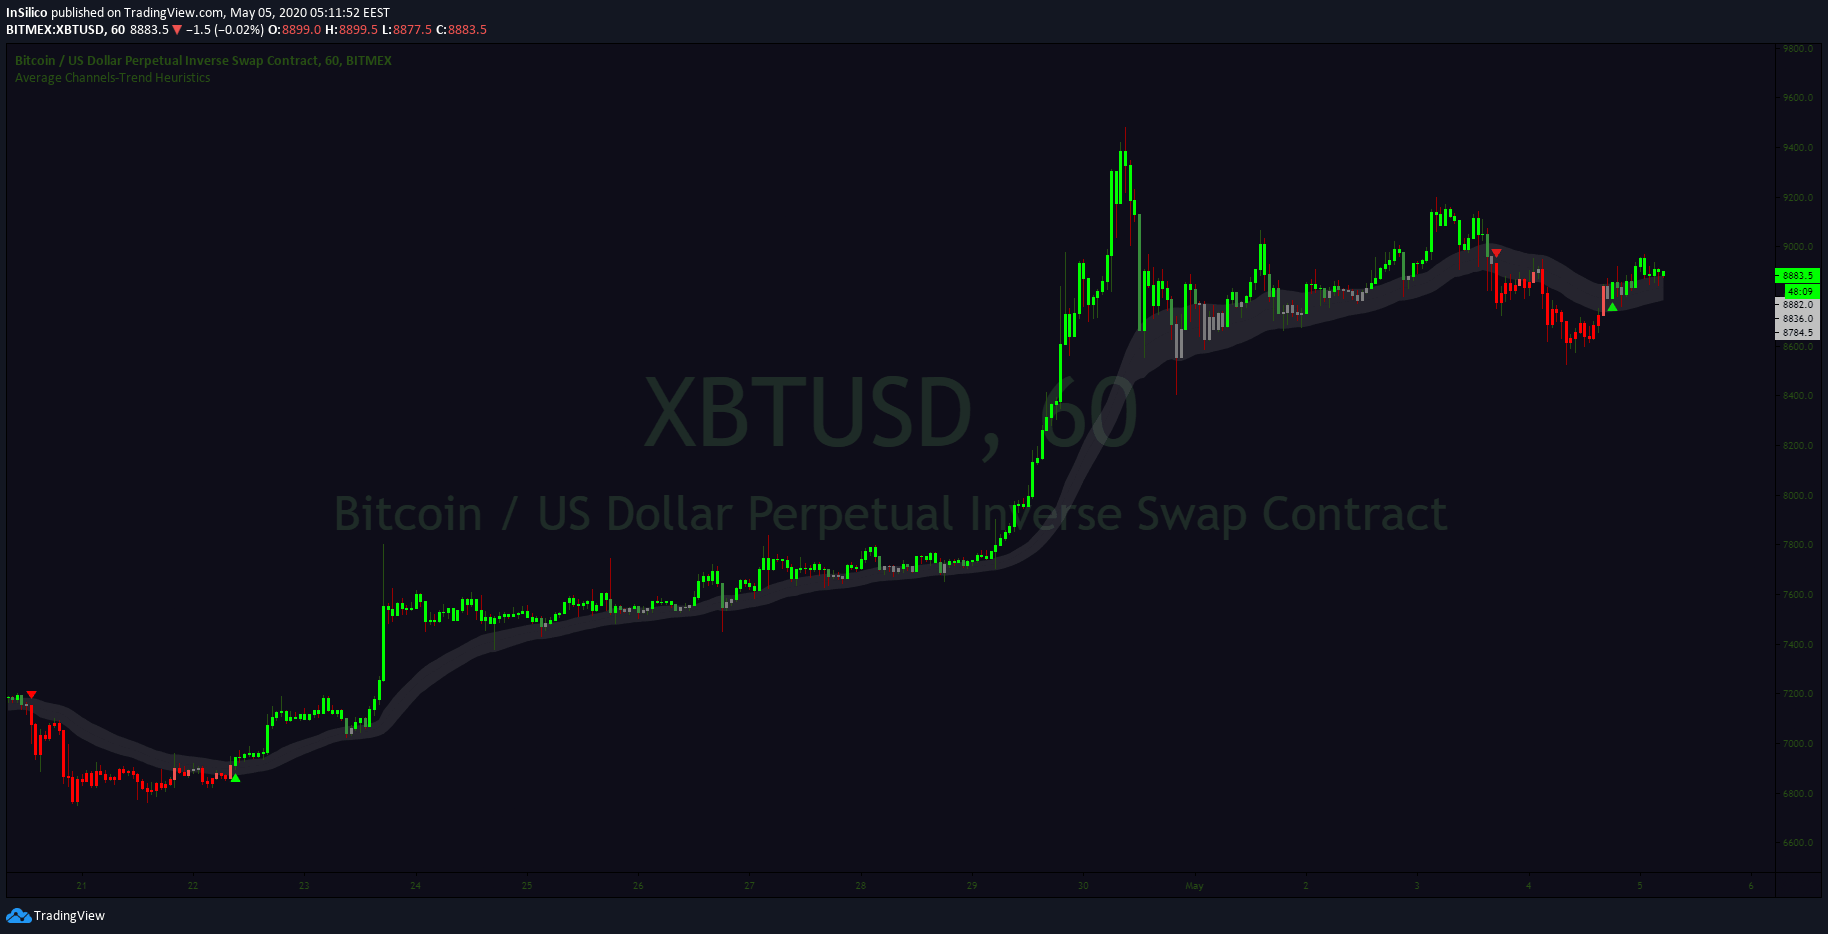 InSilico published on TradingView.com, May 05, 2020 05:11:52 EEST
BITMEX:XBTUSD, 60 8883.5 ▼ −1.5 (−0.02%) O:8899.0 H:8899.5 L:8877.5 C:8883.5
Bitcoin / US Dollar Perpetual Inverse Swap Contract, 60, BITMEX
Average Channels-Trend Heuristics
XBTUSD, 60
Bitcoin / US Dollar Perpetual Inverse Swap Contract
9800.0
9600.0
9400.0
9200.0
9000.0
8883.5
48:09
8882.0
8836.0
8784.5
8600.0
8400.0
8200.0
8000.0
7800.0
7600.0
7400.0
7200.0
7000.0
6800.0
6600.0
21 22 23 24 25 26 27 28 29 30 May 2 3 4 5 6
TradingView